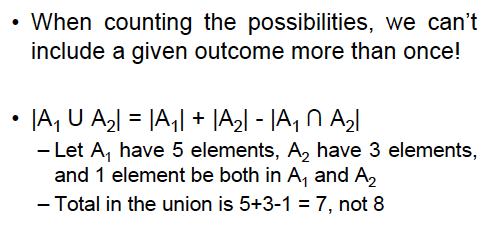 • When counting the possibilities, we can't
include a given outcome more than once!
• |A₁ U A₂| = |A₁| + |A₂| - |A₁ ∩ A₂|
– Let A₁ have 5 elements, A₂ have 3 elements,
and 1 element be both in A₁ and A₂
– Total in the union is 5+3-1 = 7, not 8